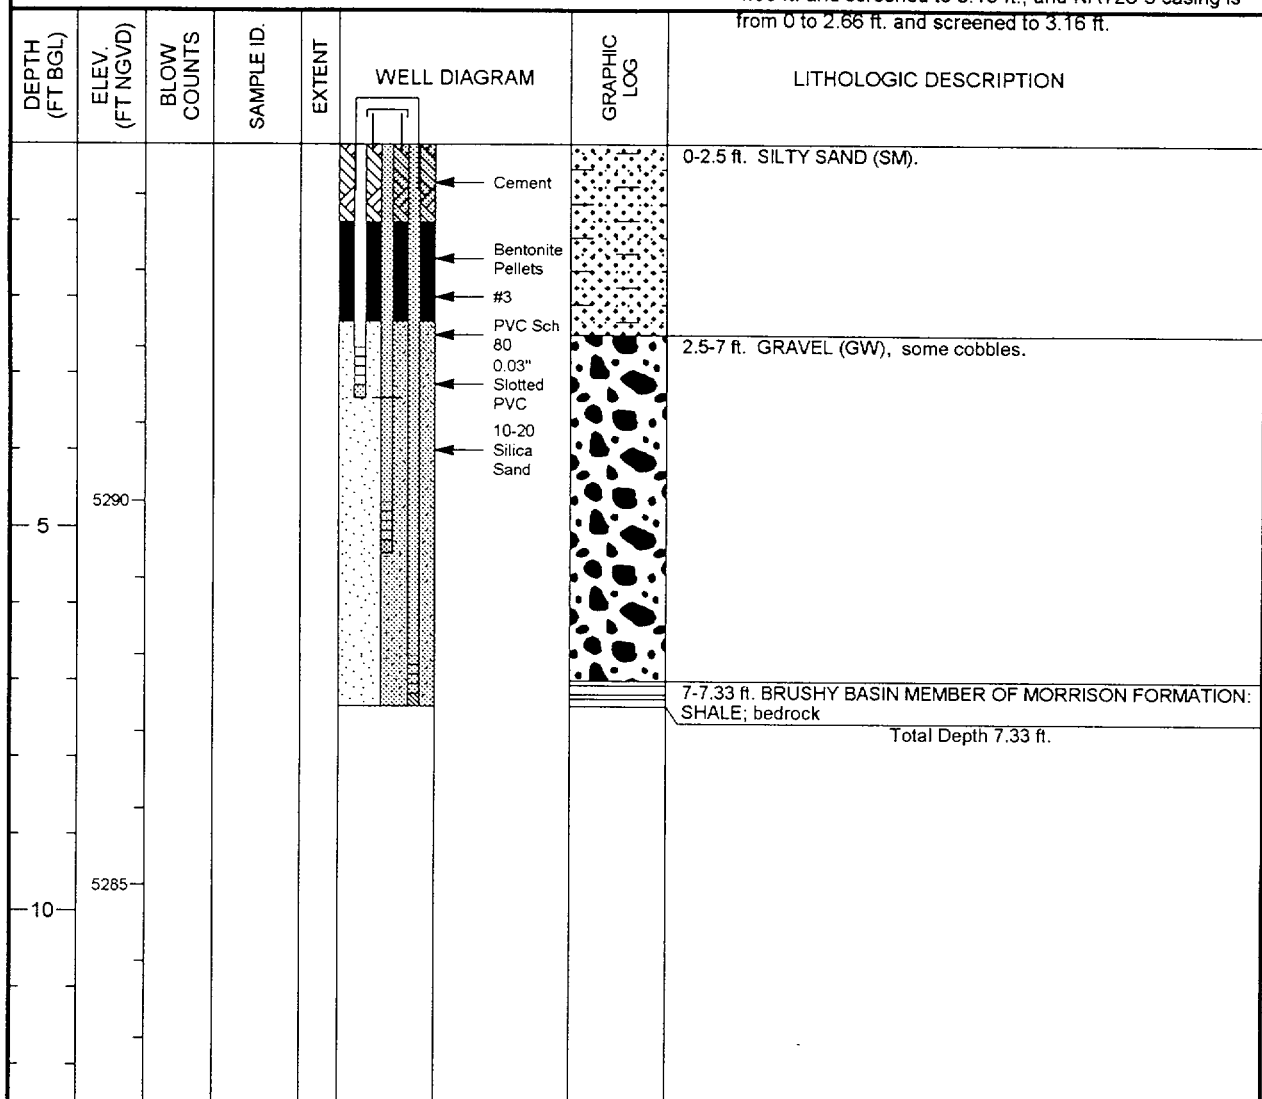 from 0 to 2.66 ft. and screened to 3.16 ft.
DEPTH
(FT BGL)
ELEV.
(FT NGVD)
BLOW
COUNTS
SAMPLE ID.
EXTENT
WELL DIAGRAM
GRAPHIC
LOG
LITHOLOGIC DESCRIPTION
0-2.5 ft. SILTY SAND (SM).
Cement
Bentonite
Pellets
#3
PVC Sch
80
2.5-7 ft. GRAVEL (GW), some cobbles.
0.03"
Slotted
PVC
10-20
Silica
Sand
5290
5
7-7.33 ft. BRUSHY BASIN MEMBER OF MORRISON FORMATION:
SHALE; bedrock
Total Depth 7.33 ft.
5285
10